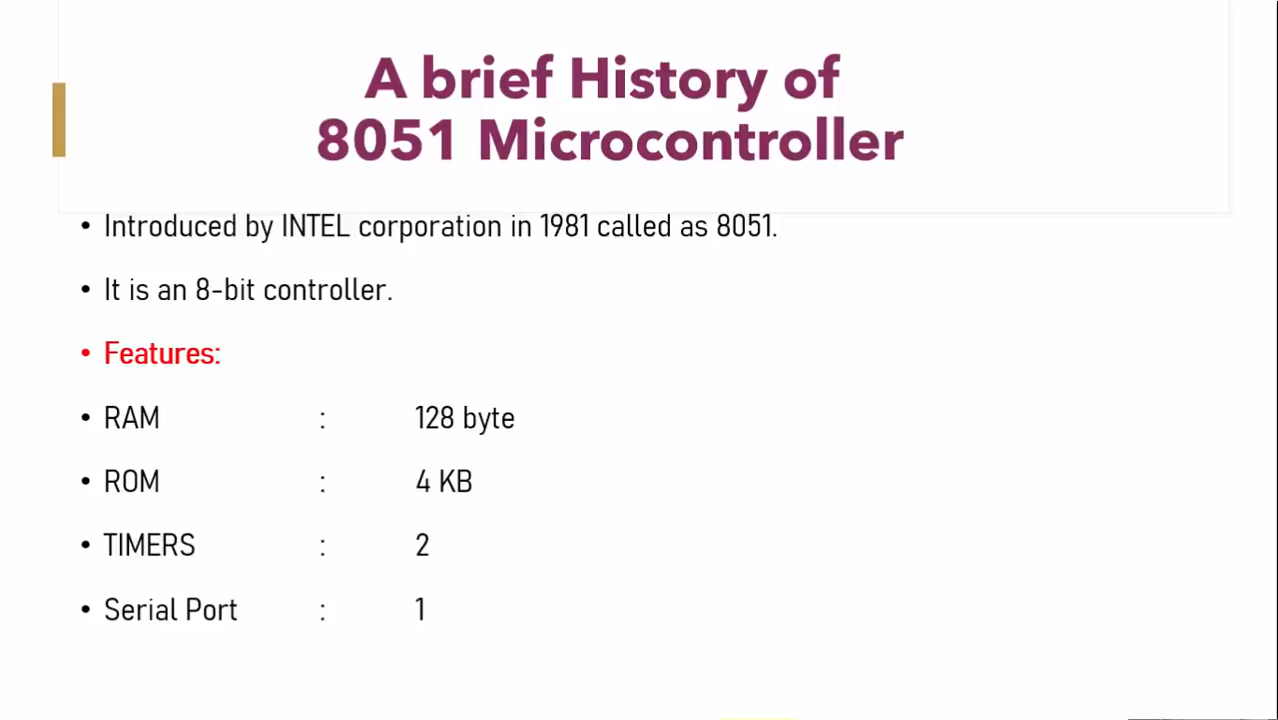 A brief History of
8051 Microcontroller
• Introduced by INTEL corporation in 1981 called as 8051.
• It is an 8-bit controller.
• Features:
• RAM : 128 byte
• ROM : 4 KB
• TIMERS : 2
• Serial Port : 1